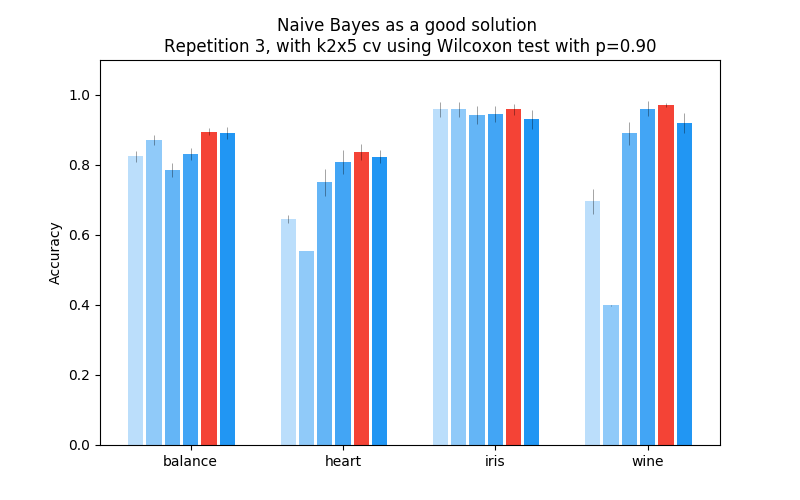 Naive Bayes as a good solution
Repetition 3, with k2x5 cv using Wilcoxon test with p=0.90
Accuracy
1.0
0.8
0.6
0.4
0.2
0.0
balance heart iris wine